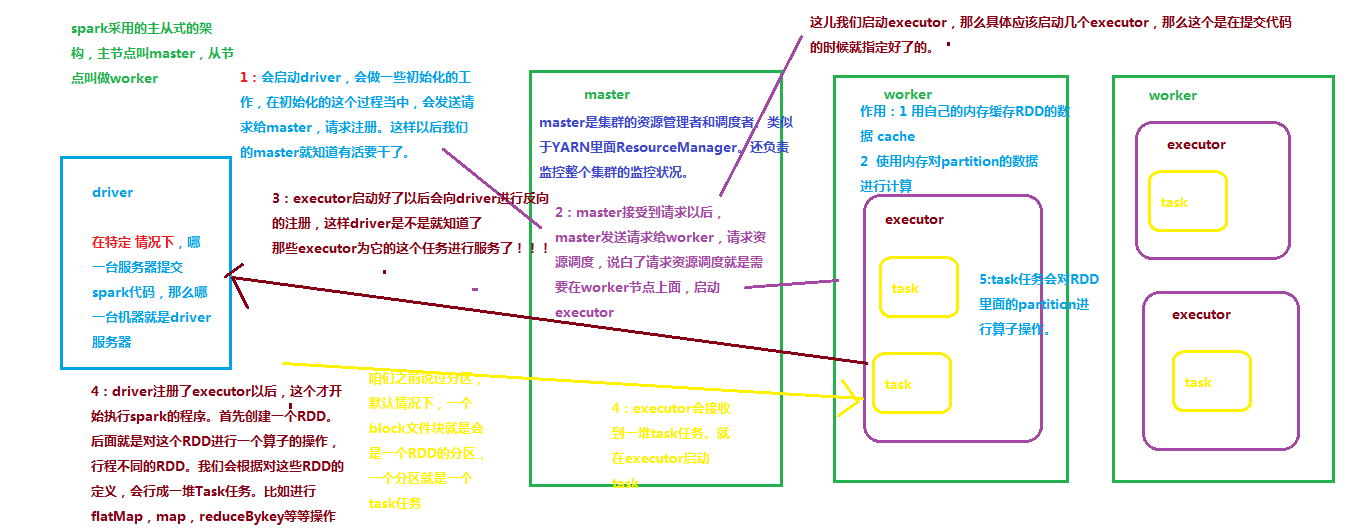 spark采用的主从式的架
构，主节点叫master，从节
点叫做worker
1：会启动driver，会做一些初始化的工
作，在初始化的这个过程当中，会发送请
求给master，请求注册。这样以后我们
的master就知道有活要干了。
driver
在特定 情况下，哪
一台服务器提交
spark代码，那么哪
一台机器就是driver
服务器
3：executor启动好了以后会向driver进行反向
的注册，这样driver是不是就知道了
那些executor为它的这个任务进行服务了！！！
4：driver注册了executor以后，这个才开
始执行spark的程序。首先创建一个RDD。
后面就是对这个RDD进行一个算子的操作，
行程不同的RDD。我们会根据对这些RDD的
定义，会行成一堆Task任务。比如进行
flatMap，map，reduceBykey等等操作
咱们之前说过分区，
默认情况下，一个
block文件块就是会
是一个RDD的分区，
一个分区就是一个
task任务
master
master是集群的资源管理者和调度者。类似
于YARN里面ResourceManager。还负责
监控整个集群的监控状况。
2：master接受到请求以后，
master发送请求给worker，请求资
源调度，说白了请求资源调度就是需
要在worker节点上面，启动
executor
4：executor会接收
到一堆task任务。就
在executor启动
task
这儿我们启动executor，那么具体应该启动几个executor，那么这个是在提交代码
的时候就指定好了的。
worker
作用：1 用自己的内存缓存RDD的数
据 cache
2 使用内存对partition的数据
进行计算
executor
task
task
5:task任务会对RDD
里面的partition进
行算子操作。
worker
executor
task
executor
task